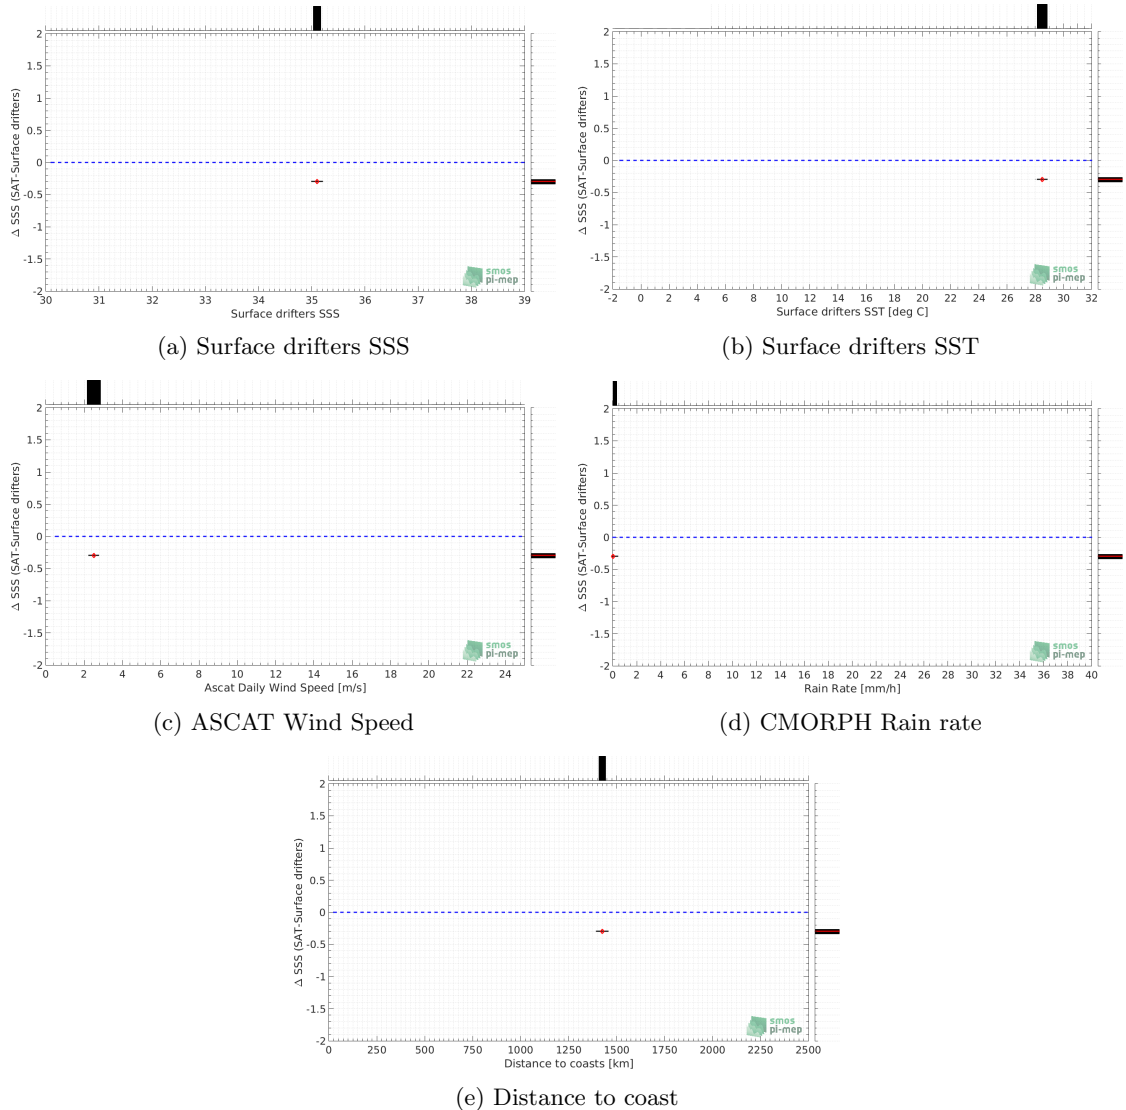 2
1.5
1
0.5
0
-0.5
-1
-1.5
-2
Δ SSS (SAT-Surface drifters)
30 31 32 33 34 35 36 37 38 39
Surface drifters SSS
smos
pi-mep
(a) Surface drifters SSS
2
1.5
1
0.5
0
-0.5
-1
-1.5
-2
Δ SSS (SAT-Surface drifters)
-2 0 2 4 6 8 10 12 14 16 18 20 22 24 26 28 30 32
Surface drifters SST [deg C]
smos
pi-mep
(b) Surface drifters SST
2
1.5
1
0.5
0
-0.5
-1
-1.5
-2
Δ SSS (SAT-Surface drifters)
0 2 4 6 8 10 12 14 16 18 20 22 24
Ascat Daily Wind Speed [m/s]
smos
pi-mep
(c) ASCAT Wind Speed
2
1.5
1
0.5
0
-0.5
-1
-1.5
-2
Δ SSS (SAT-Surface drifters)
0 2 4 6 8 10 12 14 16 18 20 22 24 26 28 30 32 34 36 38 40
Rain Rate [mm/h]
smos
pi-mep
(d) CMORPH Rain rate
2
1.5
1
0.5
0
-0.5
-1
-1.5
-2
Δ SSS (SAT-Surface drifters)
0 250 500 750 1000 1250 1500 1750 2000 2250 2500
Distance to coasts [km]
smos
pi-mep
(e) Distance to coast